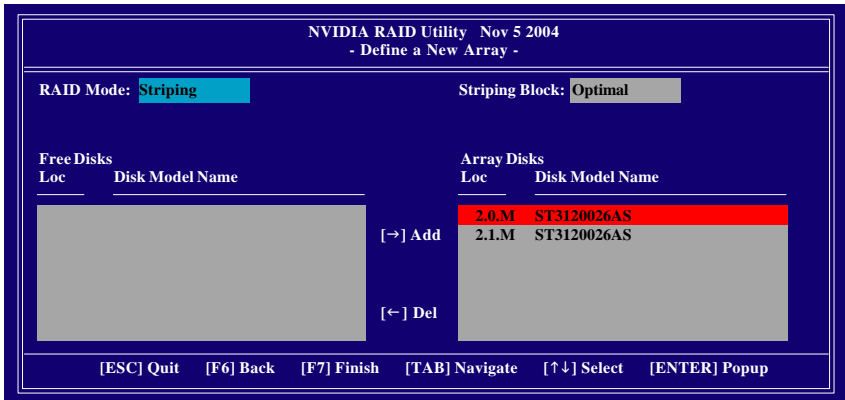 NVIDIA RAID Utility Nov 5 2004
- Define a New Array -
RAID Mode: Striping
Striping Block: Optimal
Free Disks
Loc Disk Model Name
Array Disks
Loc Disk Model Name
2.0.M ST3120026AS
2.1.M ST3120026AS
[→] Add
[←] Del
[ESC] Quit [F6] Back [F7] Finish [TAB] Navigate [↑↓] Select [ENTER] Popup